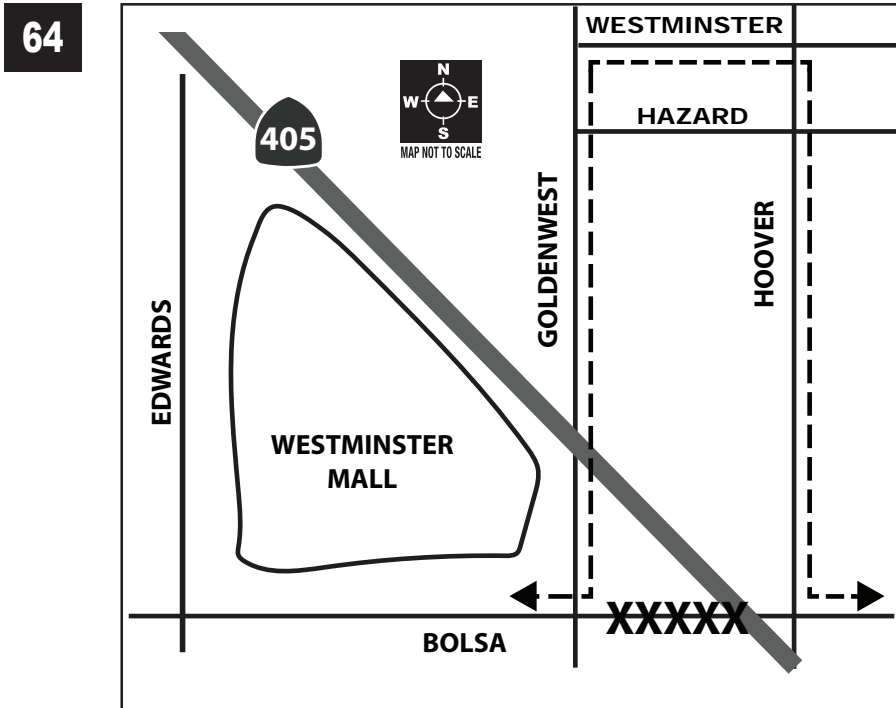 64
WESTMINSTER
N
W E
S
MAP NOT TO SCALE
405
HAZARD
GOLDENWEST
HOOVER
EDWARDS
WESTMINSTER
MALL
XXXXX
BOLSA